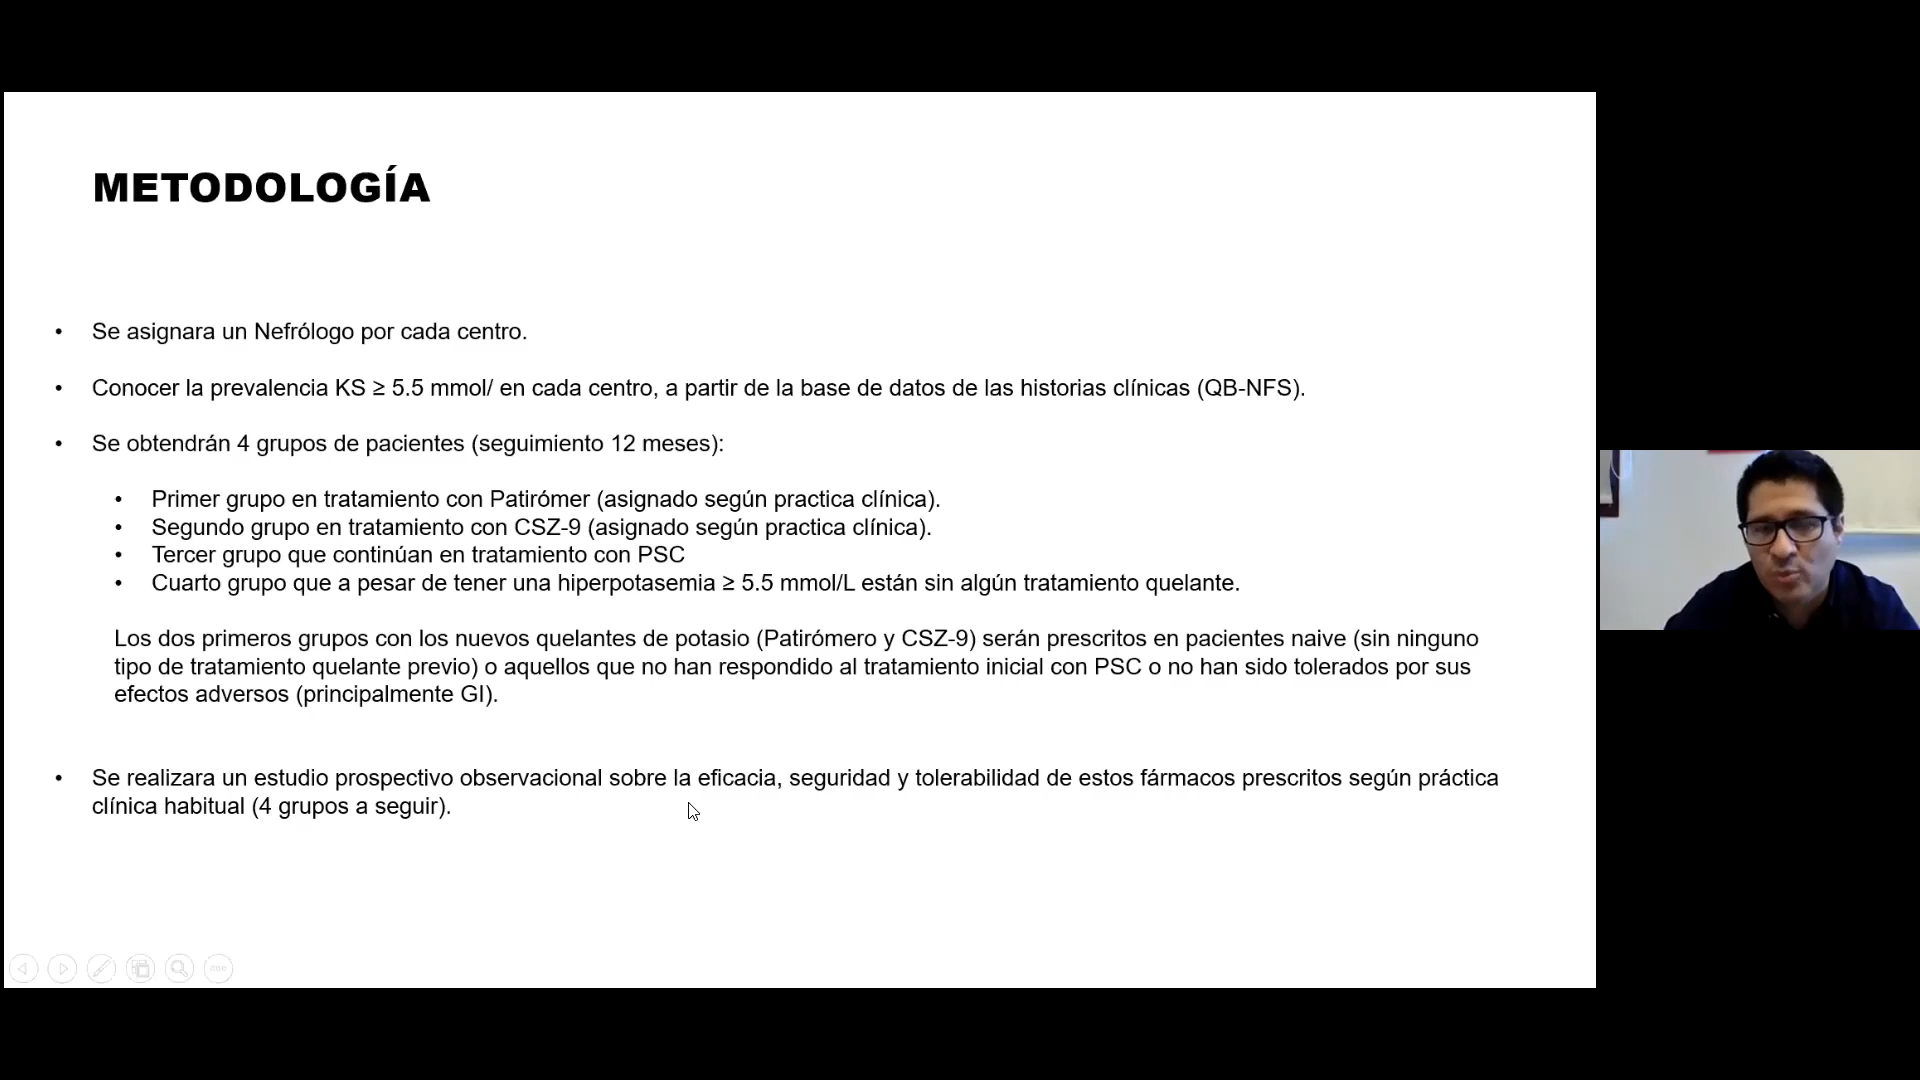 METODOLOGÍA
• Se asignara un Nefrólogo por cada centro.
• Conocer la prevalencia KS ≥ 5.5 mmol/ en cada centro, a partir de la base de datos de las historias clínicas (QB-NFS).
• Se obtendrán 4 grupos de pacientes (seguimiento 12 meses):
• Primer grupo en tratamiento con Patirómer (asignado según practica clínica).
• Segundo grupo en tratamiento con CSZ-9 (asignado según practica clínica).
• Tercer grupo que continúan en tratamiento con PSC
• Cuarto grupo que a pesar de tener una hiperpotasemia ≥ 5.5 mmol/L están sin algún tratamiento quelante.
Los dos primeros grupos con los nuevos quelantes de potasio (Patirómero y CSZ-9) serán prescritos en pacientes naive (sin ninguno
tipo de tratamiento quelante previo) o aquellos que no han respondido al tratamiento inicial con PSC o no han sido tolerados por sus
efectos adversos (principalmente GI).
• Se realizara un estudio prospectivo observacional sobre la eficacia, seguridad y tolerabilidad de estos fármacos prescritos según práctica
clínica habitual (4 grupos a seguir).